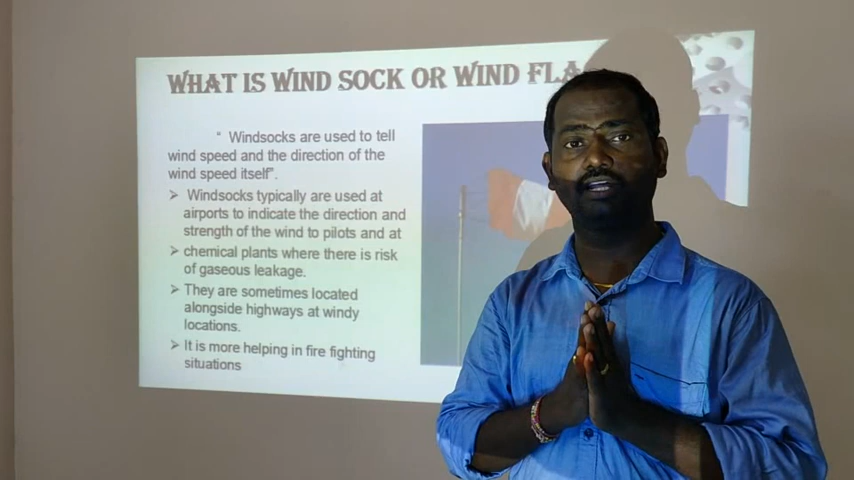 WHAT IS WIND SOCK OR WIND
“ Windsocks are used to tell
wind speed and the direction of the
wind speed itself”.
➤ Windsocks typically are used at
airports to indicate the direction and
strength of the wind to pilots and at
➤ chemical plants where there is risk
of gaseous leakage.
➤ They are sometimes located
alongside highways at windy
locations.
➤ It is more helping in fire fighting
situations